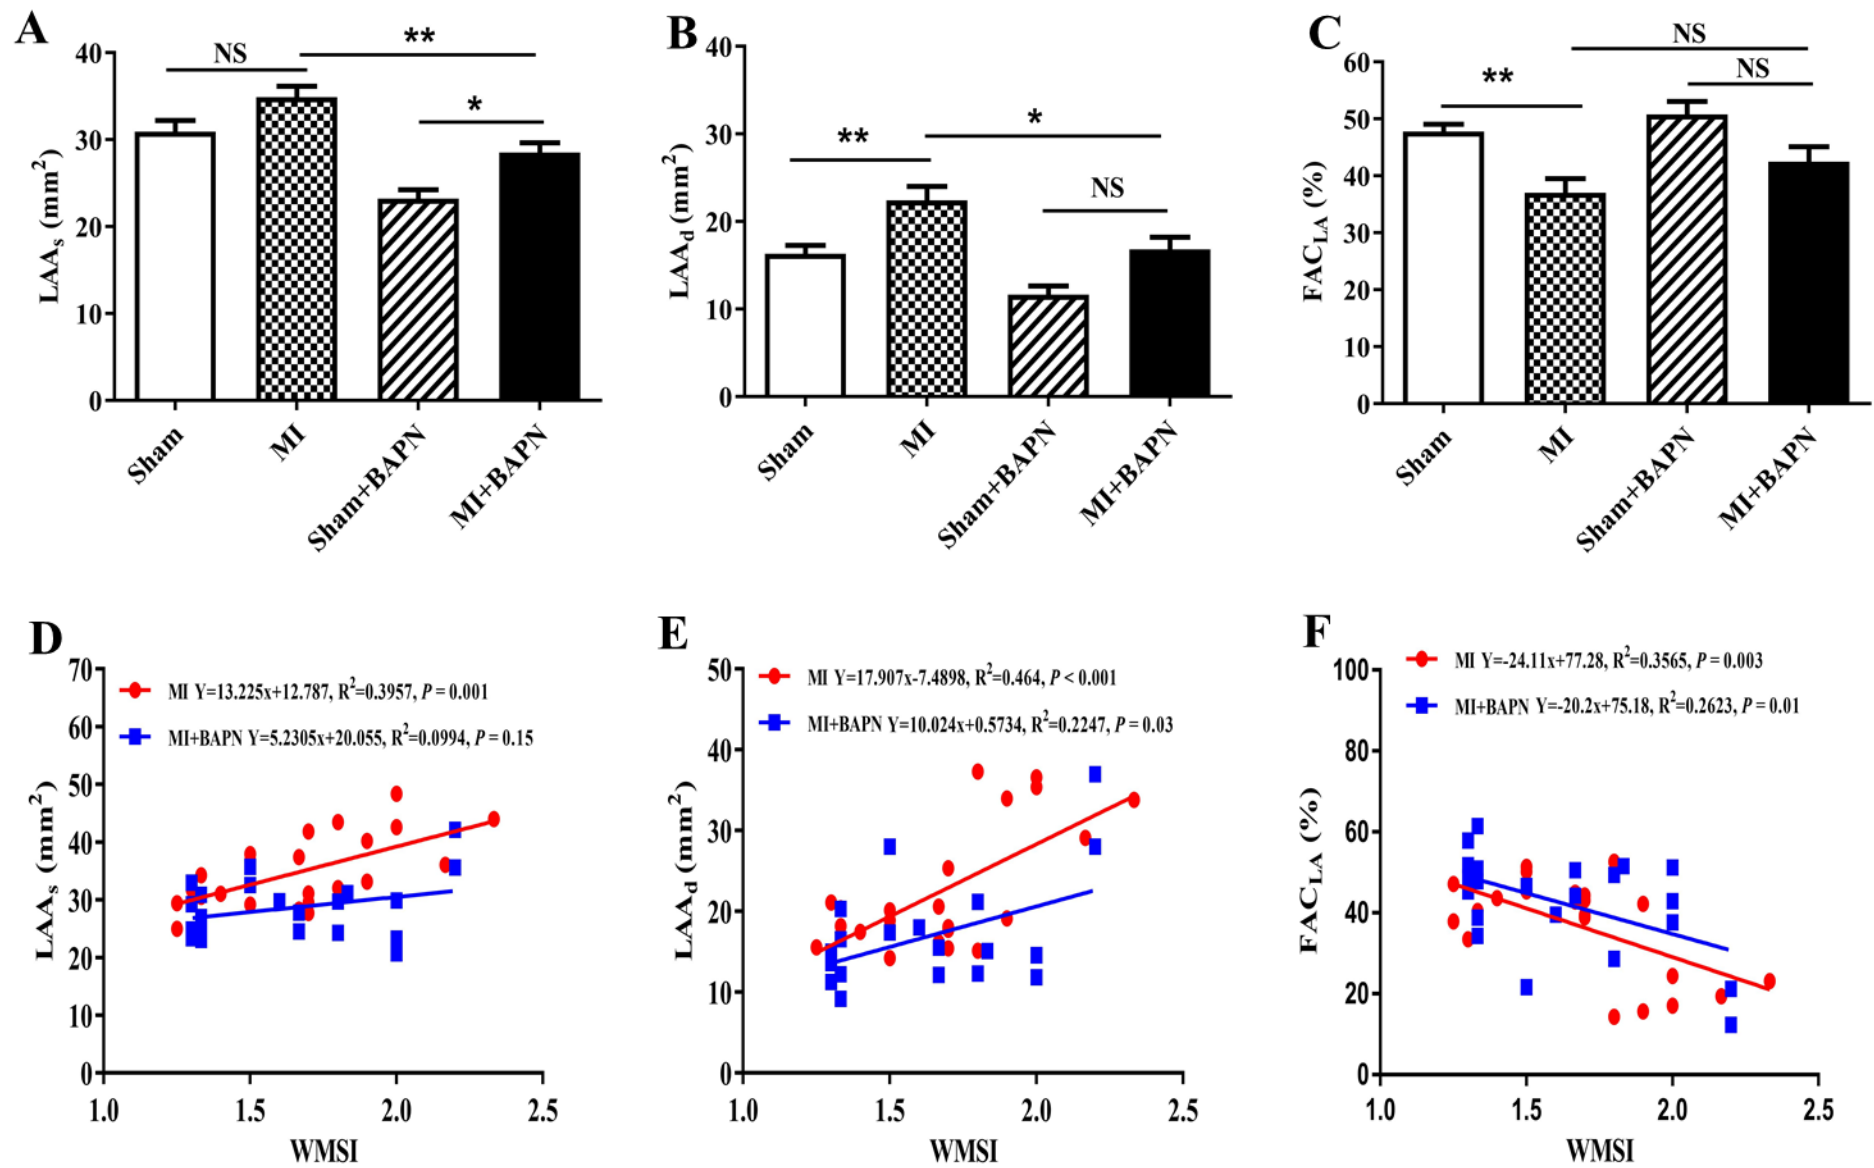 A
NS
**
*
40
30
20
10
0
LAAs (mm2)
Sham
MI
Sham+BAPN
MI+BAPN
B
**
*
NS
40
30
20
10
0
LAAd (mm2)
Sham
MI
Sham+BAPN
MI+BAPN
C
NS
NS
**
60
50
40
30
20
10
0
FACLA (%)
Sham
MI
Sham+BAPN
MI+BAPN
D
MI Y=13.225x+12.787, R2=0.3957, P = 0.001
MI+BAPN Y=5.2305x+20.055, R2=0.0994, P = 0.15
70
60
50
40
30
20
10
0
LAAs (mm2)
1.0 1.5 2.0 2.5
WMSI
E
MI Y=17.907x-7.4898, R2=0.464, P < 0.001
MI+BAPN Y=10.024x+0.5734, R2=0.2247, P = 0.03
50
40
30
20
10
0
LAAd (mm2)
1.0 1.5 2.0 2.5
WMSI
F
MI Y=-24.11x+77.28, R2=0.3565, P = 0.003
MI+BAPN Y=-20.2x+75.18, R2=0.2623, P = 0.01
100
80
60
40
20
0
FACLA (%)
1.0 1.5 2.0 2.5
WMSI